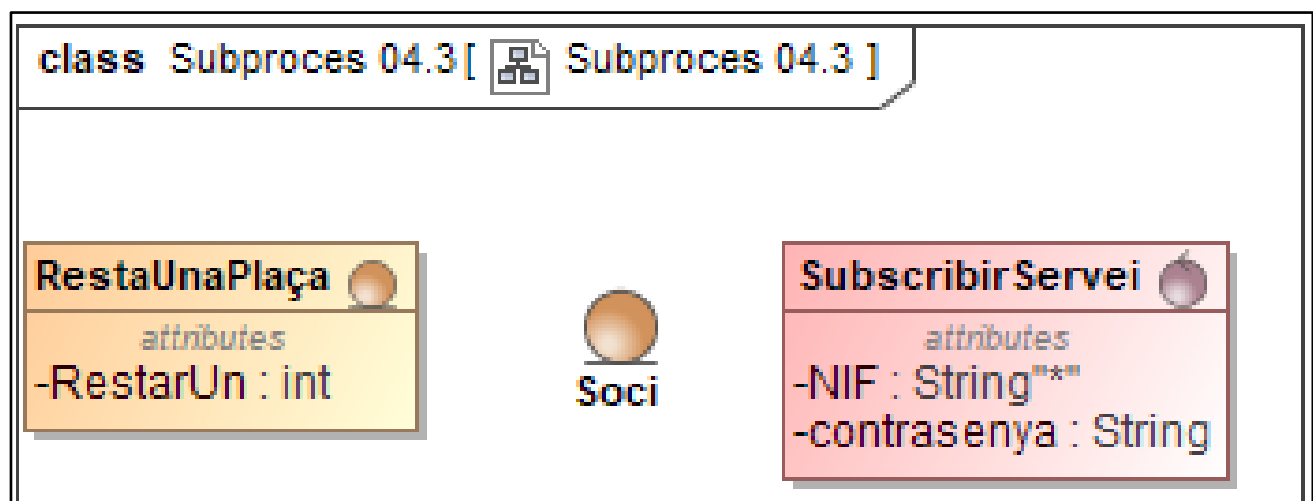 class Subproces 04.3[ Subproces 04.3 ]
RestaUnaPlaça
attributes
-RestarUn : int
Soci
SubscribirServei
attributes
-NIF : String"*"
-contrasenya : String